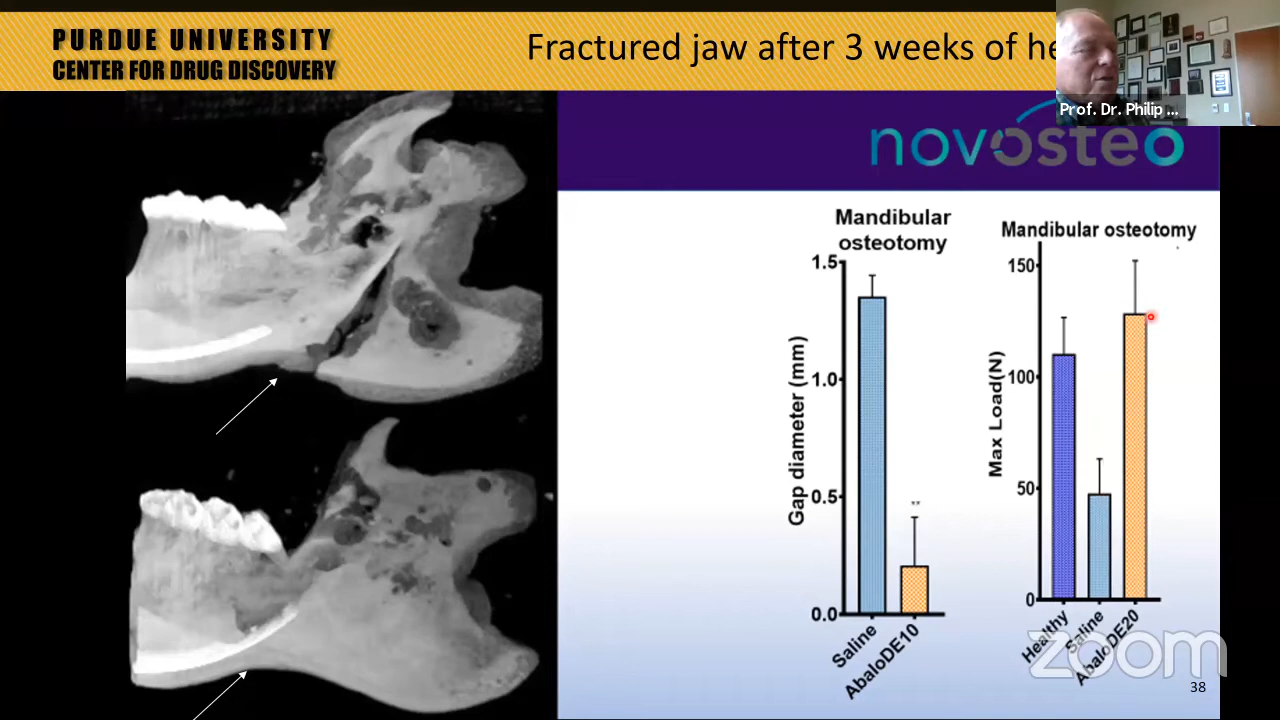 PURDUE UNIVERSITY
CENTER FOR DRUG DISCOVERY
Fractured jaw after 3 weeks of he
Prof. Dr. Philip ...
novosteo
Mandibular
osteotomy
1.5
1.0
0.5
0.0
Gap diameter (mm)
**
Saline
AbaloDE10
Mandibular osteotomy
150
100
50
0
Max Load(N)
Healthy
Saline
AbaloDE20
zoom
38